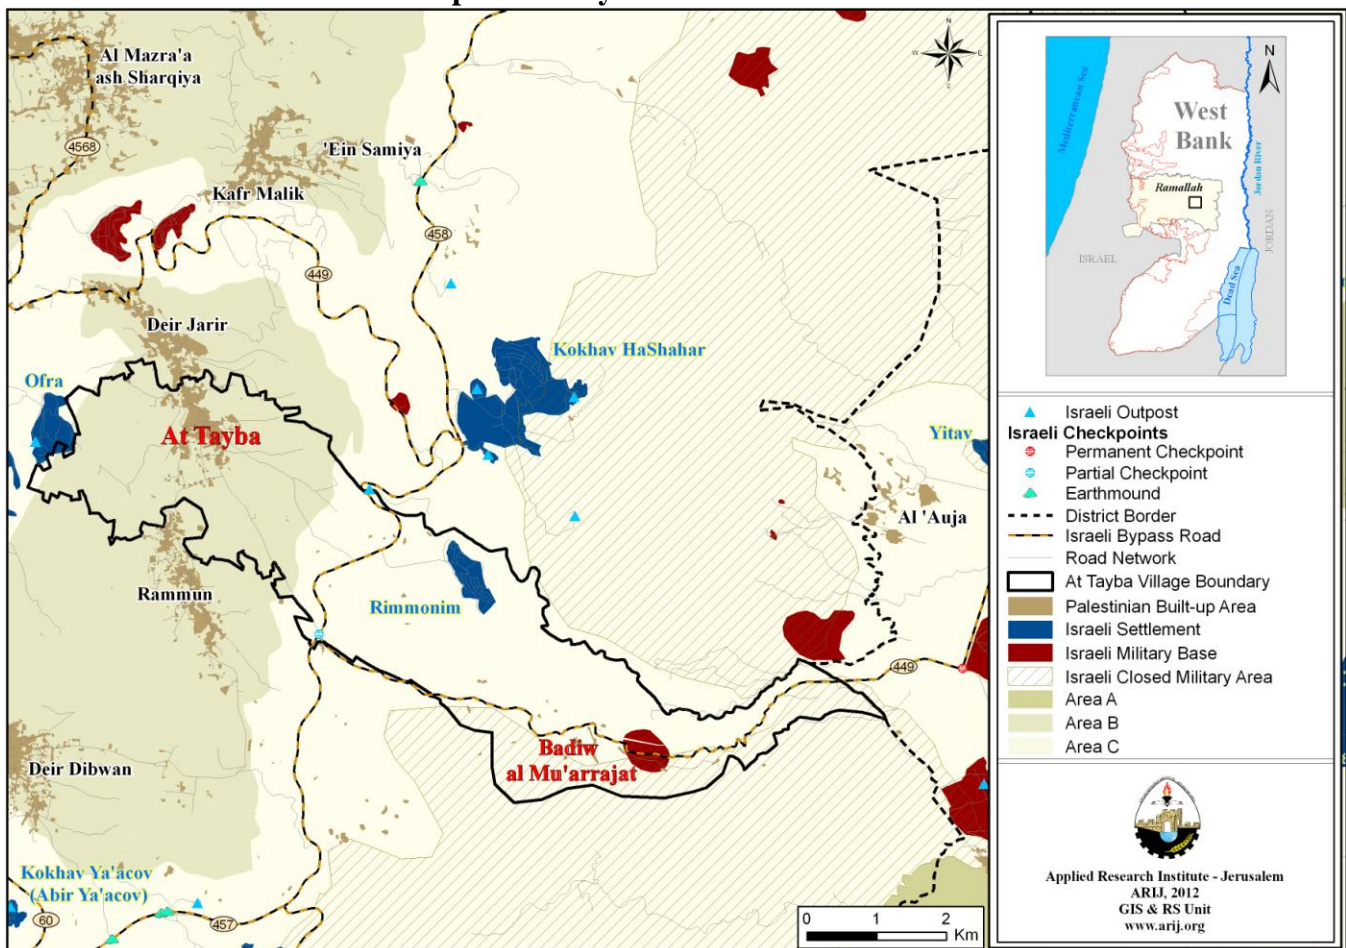 Al Mazra'a
ash Sharqiya
4568
'Ein Samiya
Kafr Malik
458
449
Deir Jarir
Kokhav HaShahar
Ofra
At Tayba
Yitav
Al 'Auja
Rammun
Rimmonim
449
Badiw
al Mu'arrajat
Deir Dibwan
Kokhav Ya'acov
(Abir Ya'acov)
60
457
0 1 2
Km
N
W E
S
N
Mediterranean Sea
West
Bank
Jordan River
Ramallah
ISRAEL
JORDAN
Dead Sea
Israeli Outpost
Israeli Checkpoints
Permanent Checkpoint
Partial Checkpoint
Earthmound
District Border
Israeli Bypass Road
Road Network
At Tayba Village Boundary
Palestinian Built-up Area
Israeli Settlement
Israeli Military Base
Israeli Closed Military Area
Area A
Area B
Area C
Applied Research Institute - Jerusalem
ARIJ, 2012
GIS & RS Unit
www.arij.org